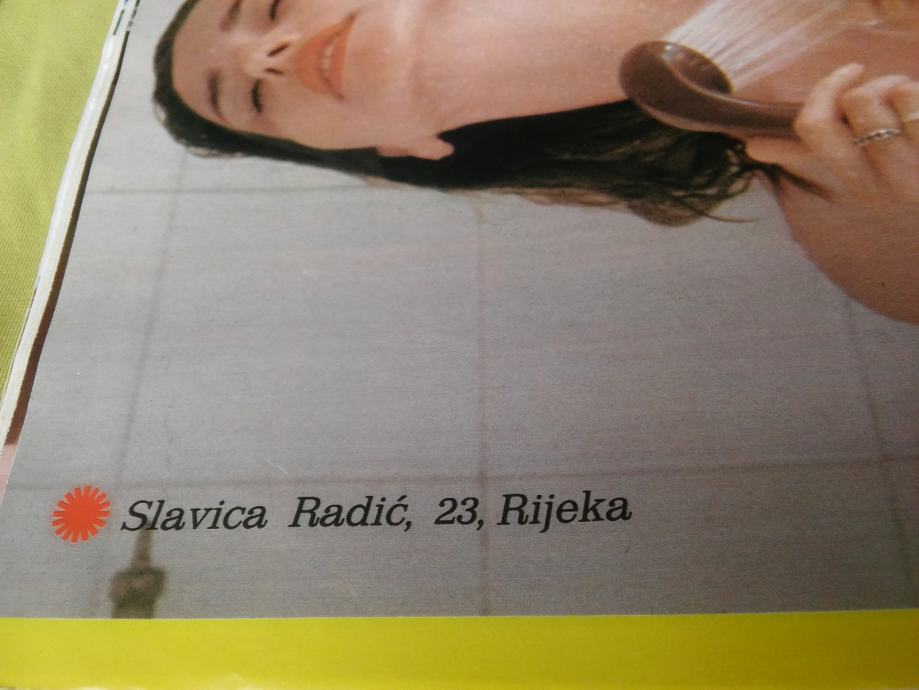 Slavica Radić, 23, Rijeka